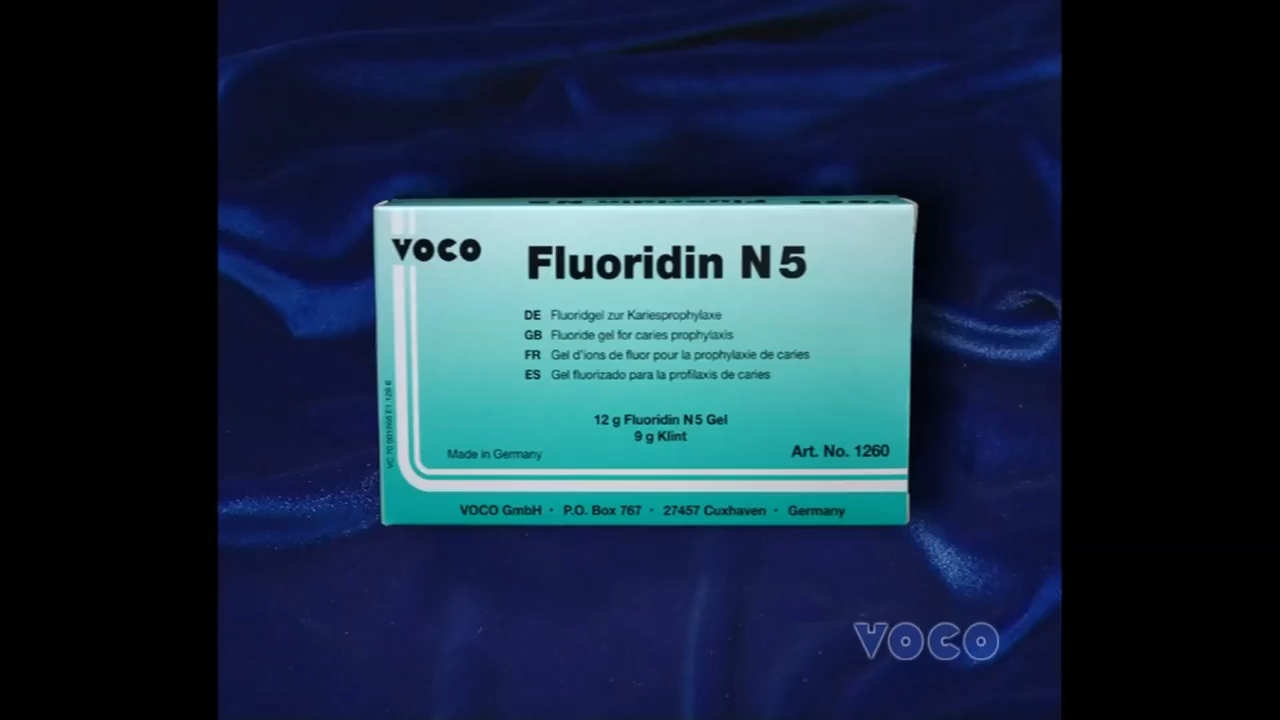 VOCO
Fluoridin N5
DE Fluoridgel zur Kariesprophylaxe
GB Fluoride gel for caries prophylaxis
FR Gel d'ions de fluor pour la prophylaxie de caries
ES Gel fluorizado para la profilaxis de caries
12 g Fluoridin N5 Gel
9 g Klint
Made in Germany
Art. No. 1260
VOCO GmbH · P.O. Box 767 · 27457 Cuxhaven · Germany
VOCO